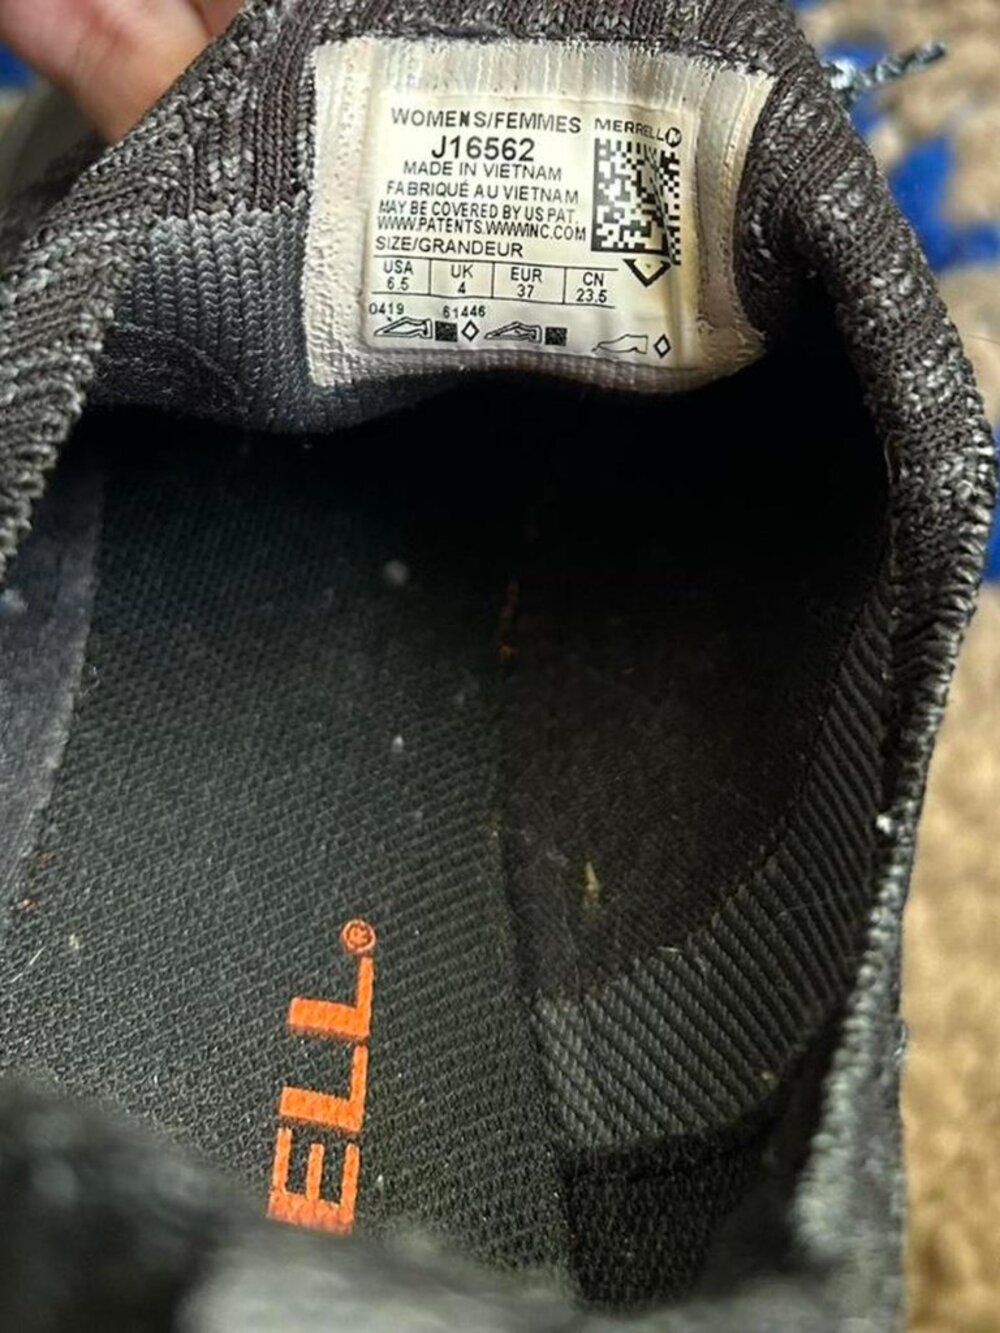 WOMENS/FEMMES MERRELL
J16562
MADE IN VIETNAM
FABRIQUÉ AU VIETNAM
MAY BE COVERED BY US PAT.
WWW.PATENTS.WWWINC.COM
SIZE/GRANDEUR
USA UK EUR CN
6.5 4 37 23.5
0419 61446
ELL®